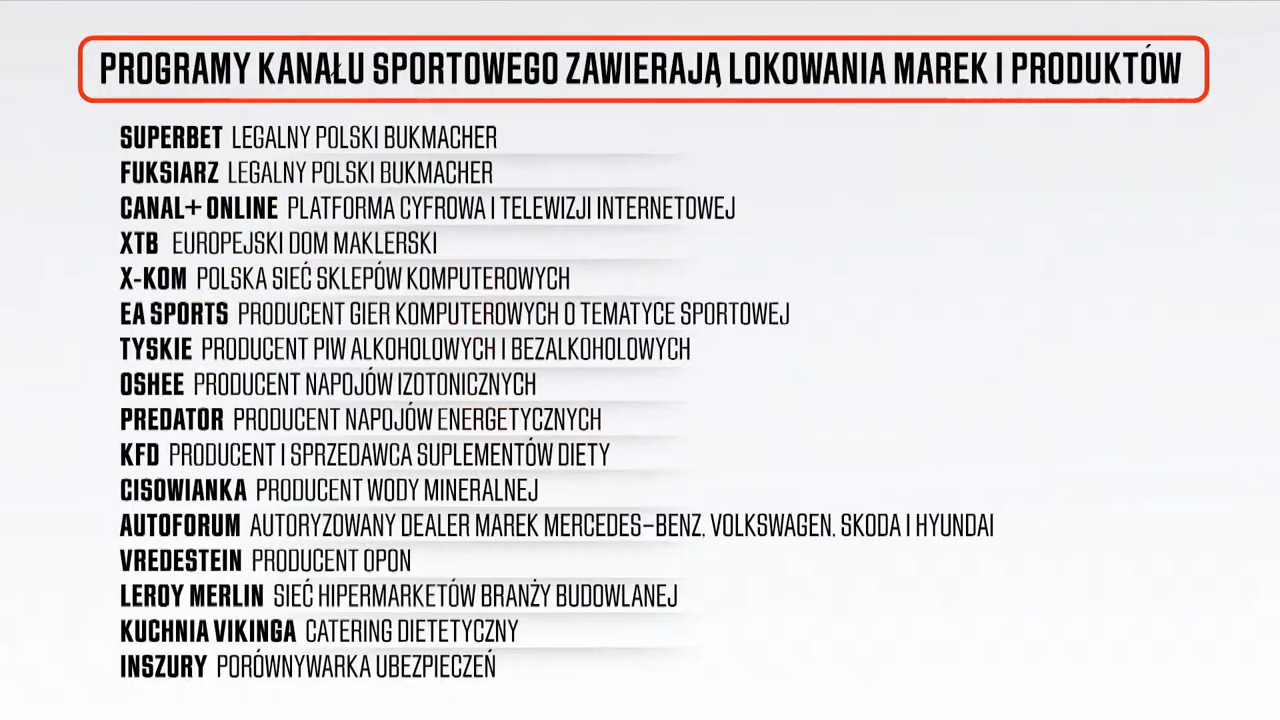 PROGRAMY KANAŁU SPORTOWEGO ZAWIERAJĄ LOKOWANIA MAREK I PRODUKTÓW
SUPERBET LEGALNY POLSKI BUKMACHER
FUKSIARZ LEGALNY POLSKI BUKMACHER
CANAL+ ONLINE PLATFORMA CYFROWA I TELEWIZJI INTERNETOWEJ
XTB EUROPEJSKI DOM MAKLERSKI
X-KOM POLSKA SIEĆ SKLEPÓW KOMPUTEROWYCH
EA SPORTS PRODUCENT GIER KOMPUTEROWYCH O TEMATYCE SPORTOWEJ
TYSKIE PRODUCENT PIW ALKOHOLOWYCH I BEZALKOHOLOWYCH
OSHEE PRODUCENT NAPOJÓW IZOTONICZNYCH
PREDATOR PRODUCENT NAPOJÓW ENERGETYCZNYCH
KFD PRODUCENT I SPRZEDAWCA SUPLEMENTÓW DIETY
CISOWIANKA PRODUCENT WODY MINERALNEJ
AUTOFORUM AUTORYZOWANY DEALER MAREK MERCEDES-BENZ, VOLKSWAGEN, SKODA I HYUNDAI
VREDESTEIN PRODUCENT OPON
LEROY MERLIN SIEĆ HIPERMARKETÓW BRANŻY BUDOWLANEJ
KUCHNIA VIKINGA CATERING DIETETYCZNY
INSZURY PORÓWNYWARKA UBEZPIECZEŃ